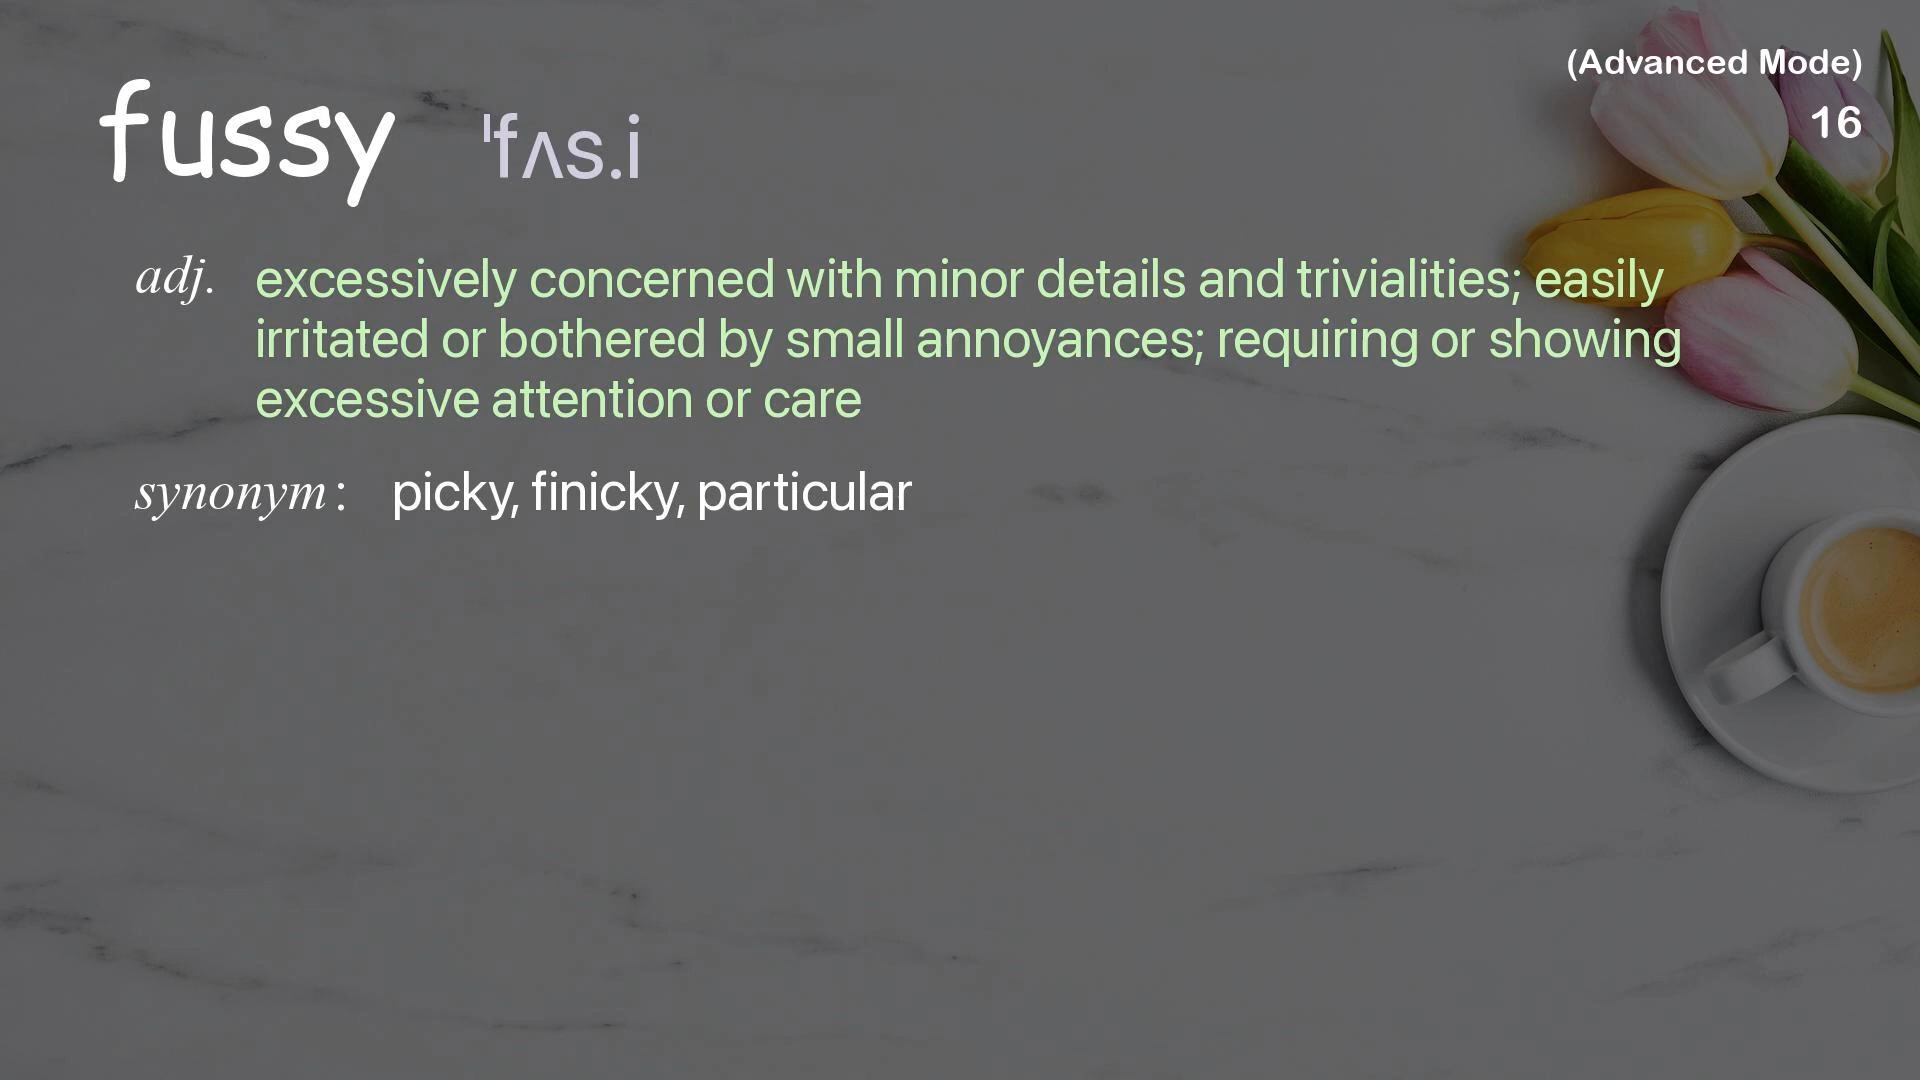 (Advanced Mode)
16
fussy ˈfʌs.i
adj. excessively concerned with minor details and trivialities; easily
irritated or bothered by small annoyances; requiring or showing
excessive attention or care
synonym : picky, finicky, particular